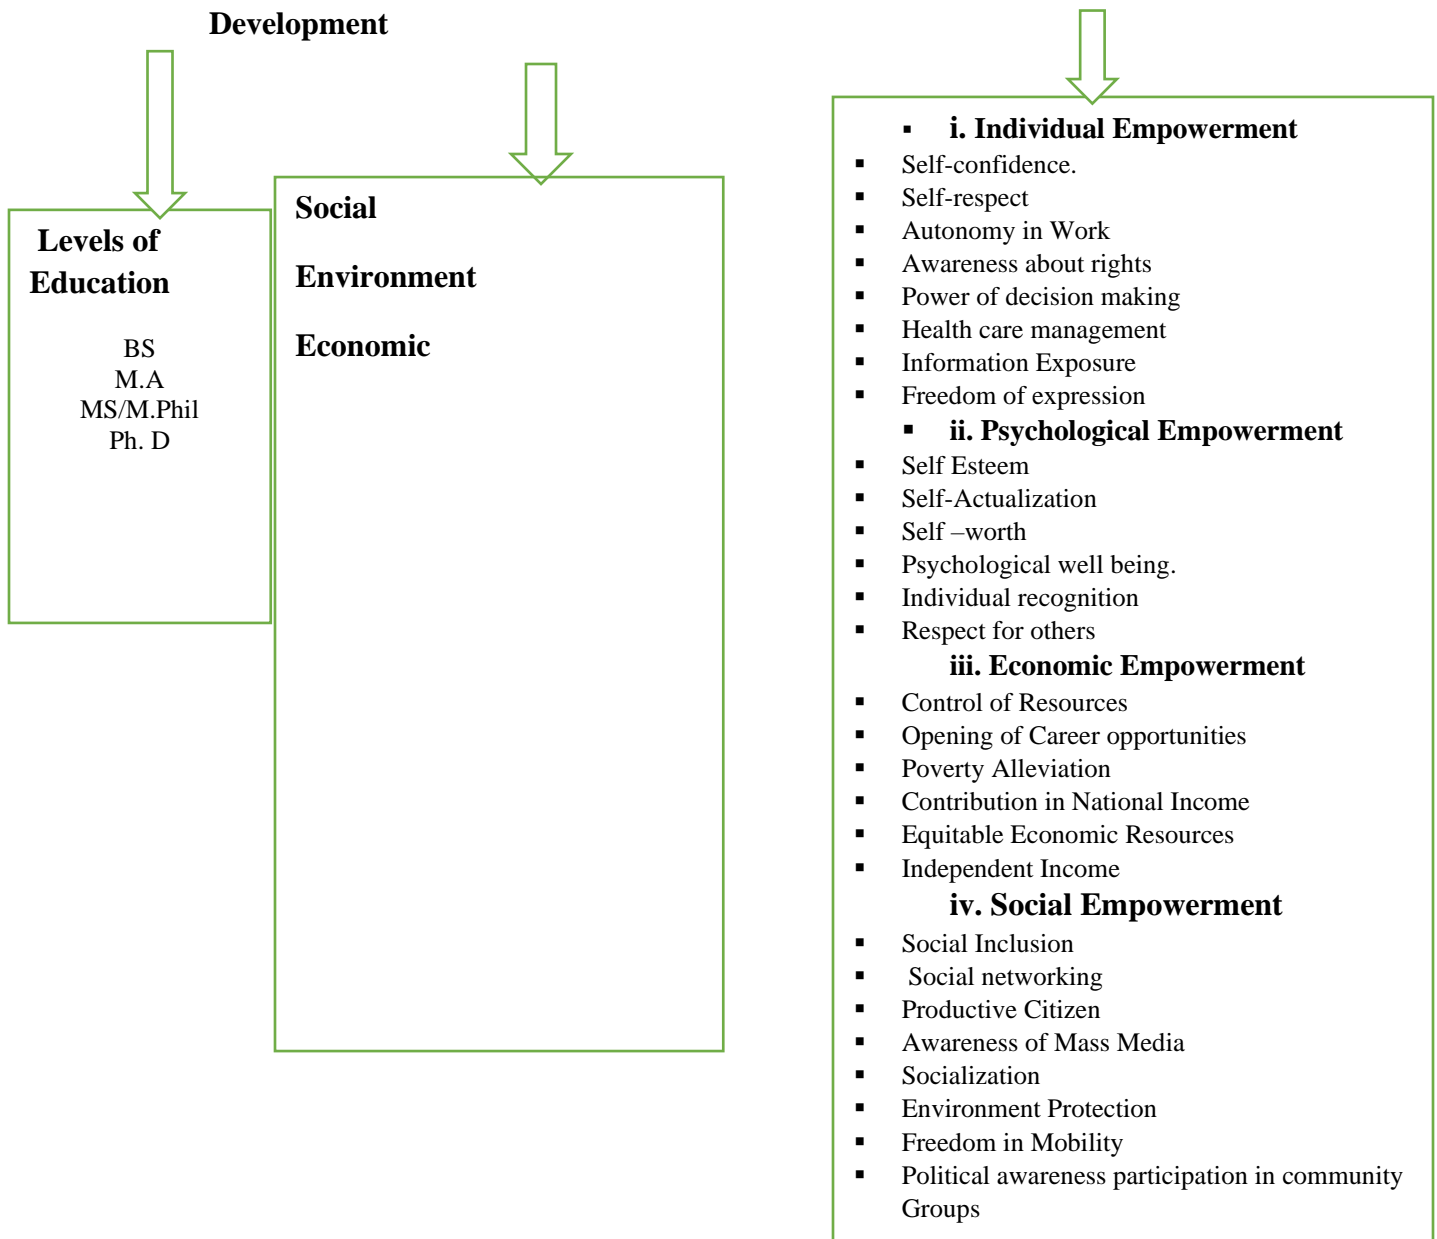 Development
Levels of
Education
BS
M.A
MS/M.Phil
Ph. D
Social
Environment
Economic
▪ i. Individual Empowerment
▪ Self-confidence.
▪ Self-respect
▪ Autonomy in Work
▪ Awareness about rights
▪ Power of decision making
▪ Health care management
▪ Information Exposure
▪ Freedom of expression
▪ ii. Psychological Empowerment
▪ Self Esteem
▪ Self-Actualization
▪ Self –worth
▪ Psychological well being.
▪ Individual recognition
▪ Respect for others
iii. Economic Empowerment
▪ Control of Resources
▪ Opening of Career opportunities
▪ Poverty Alleviation
▪ Contribution in National Income
▪ Equitable Economic Resources
▪ Independent Income
iv. Social Empowerment
▪ Social Inclusion
▪ Social networking
▪ Productive Citizen
▪ Awareness of Mass Media
▪ Socialization
▪ Environment Protection
▪ Freedom in Mobility
▪ Political awareness participation in community
Groups